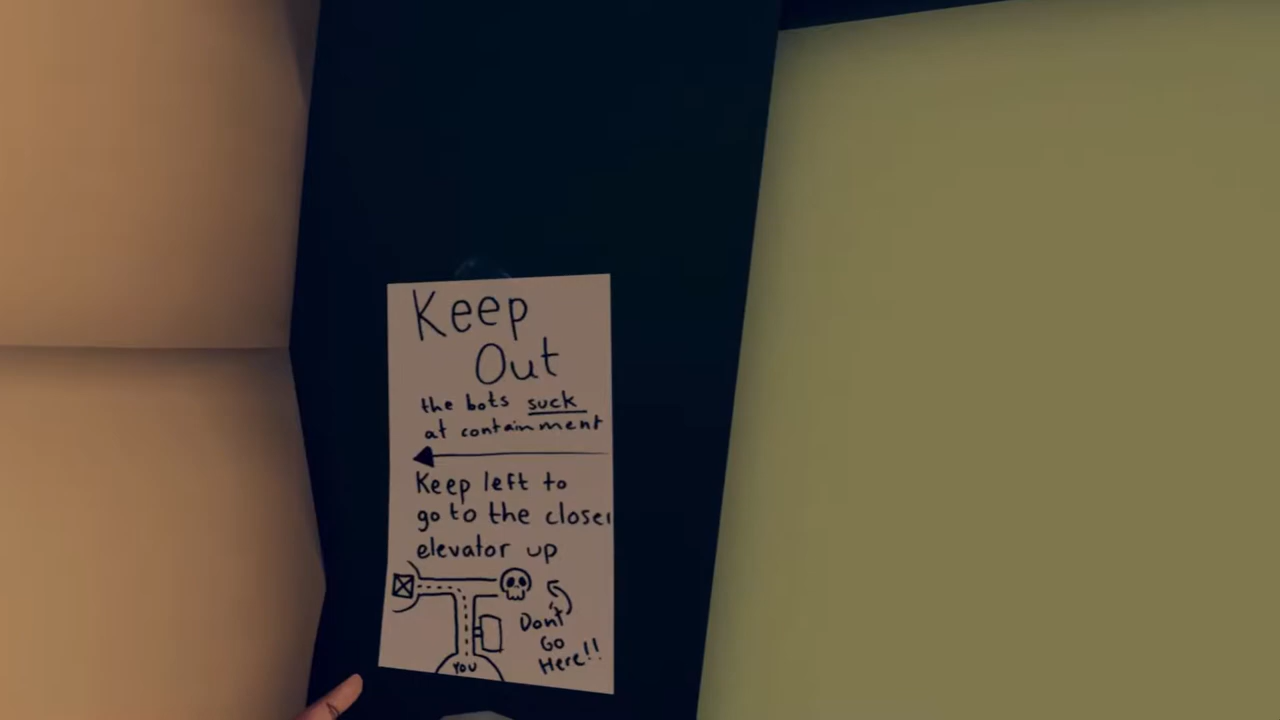 Keep
Out
the bots suck
at containment
Keep left to
go to the closer
elevator up
Don't
Go
Here!!
YOU